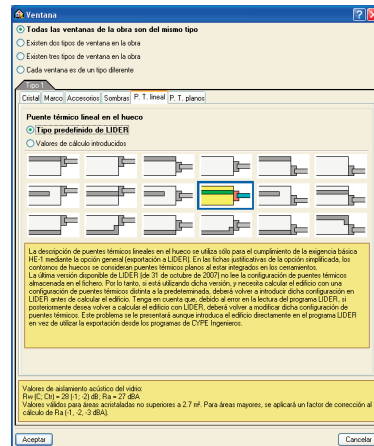 Ventana
Todas las ventanas de la obra son del mismo tipo
Existen dos tipos de ventana en la obra
Existen tres tipos de ventana en la obra
Cada ventana es de un tipo diferente
Tipo 1
Cristal Marco Accesorios Sombras P. T. lineal P. T. planos
Puente térmico lineal en el hueco
Tipo predefinido de LIDER
Valores de cálculo introducidos
La descripción de puentes térmicos lineales en el hueco se utiliza sólo para el cumplimiento de la exigencia básica
HE-1 mediante la opción general (exportación a LIDER). En las fichas justificativas de la opción simplificada, los
contornos de huecos se consideran puentes térmicos planos al estar integrados en los cerramientos.
La última versión disponible de LIDER (de 31 de octubre de 2007) no lee la configuración de puentes térmicos
almacenada en el fichero. Por lo tanto, si está utilizando dicha versión, y necesita calcular el edificio con una
configuración de puentes térmicos distinta a la predeterminada, deberá volver a introducir dicha configuración en
LIDER antes de calcular el edificio. Tenga en cuenta que, debido al error en la lectura del programa LIDER, si
posteriormente desea volver a calcular el edificio con LIDER, deberá volver a modificar dicha configuración de
puentes térmicos. Este problema se le presentará aunque introduzca el edificio directamente en el programa LIDER
en vez de utilizar la exportación desde los programas de CYPE Ingenieros.
Valores de aislamiento acústico del vidrio:
Rw (C; Ctr) = 28 (-1; -2) dB; Ra = 27 dBA
Valores válidos para áreas acristaladas no superiores a 2.7 m². Para áreas mayores, se aplicará un factor de corrección al
cálculo de Ra (-1, -2, -3 dBA).
Aceptar Cancelar